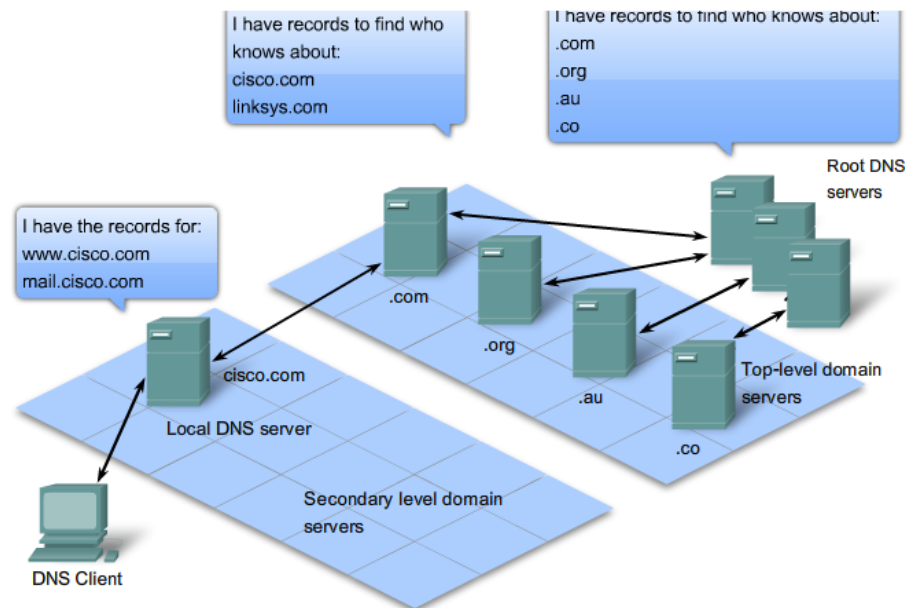 I have records to find who
knows about:
cisco.com
linksys.com
I have records to find who knows about:
.com
.org
.au
.co
Root DNS
servers
I have the records for:
www.cisco.com
mail.cisco.com
.com
.org
.au
.co
Top-level domain
servers
cisco.com
Local DNS server
Secondary level domain
servers
DNS Client